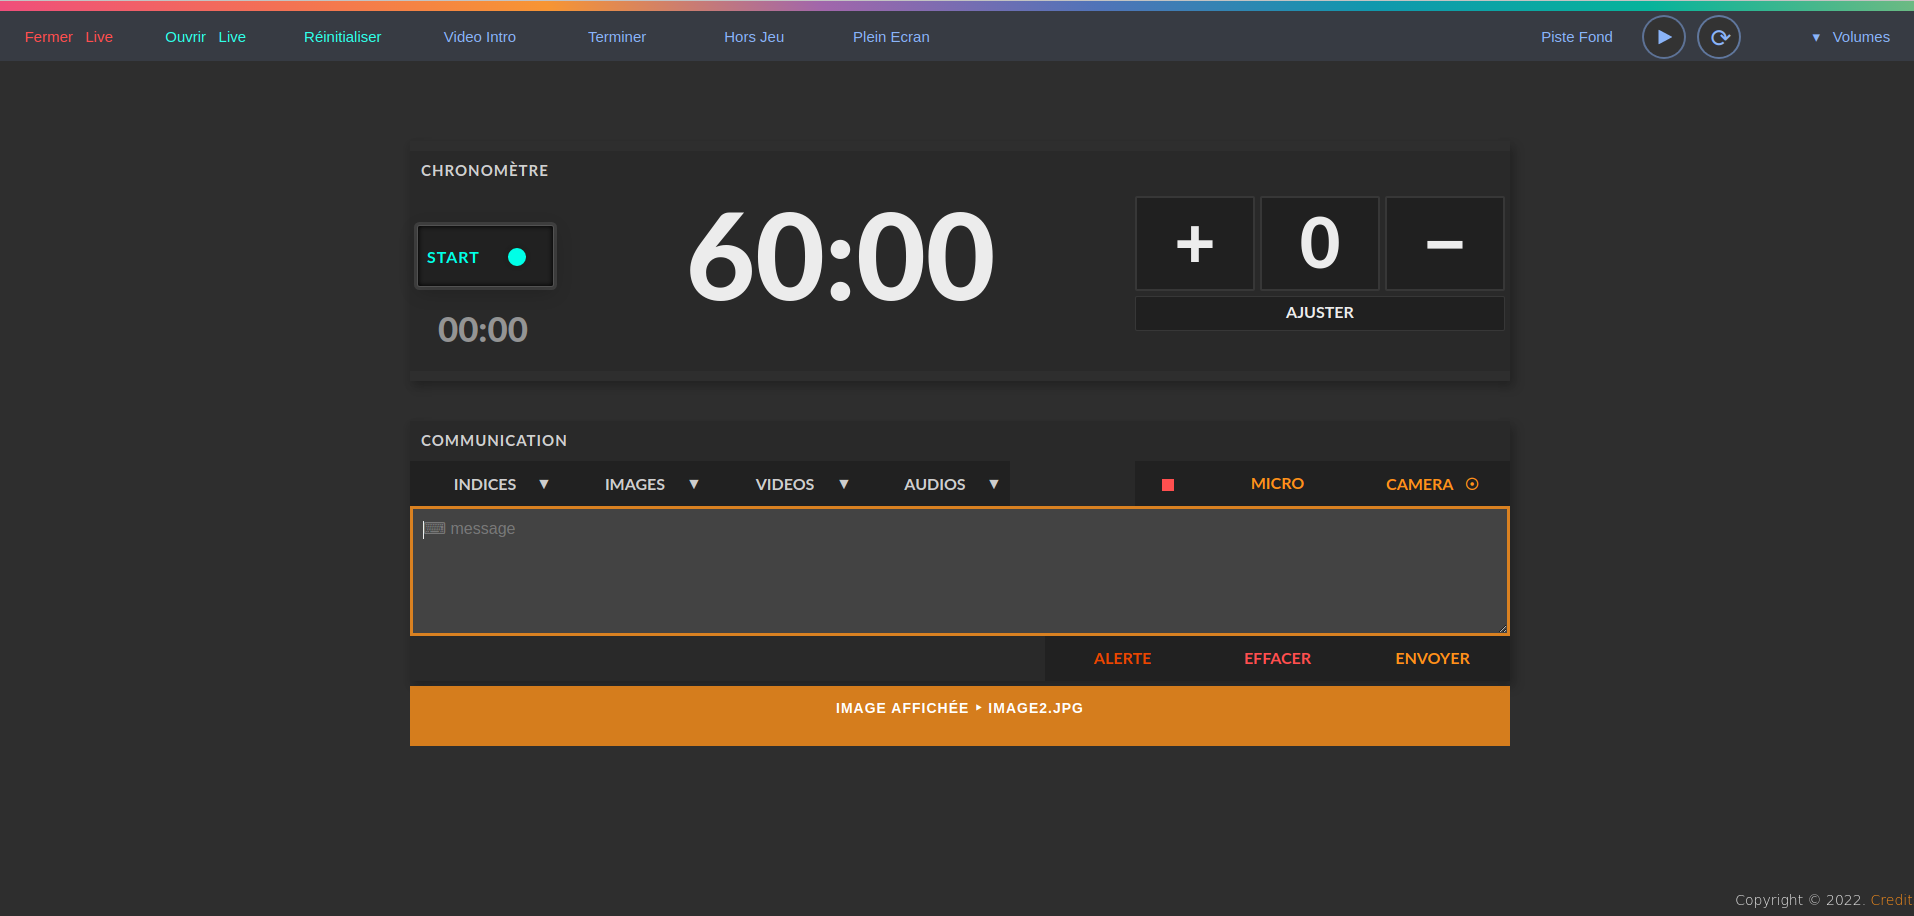 Fermer Live Ouvrir Live Réinitialiser Video Intro Terminer Hors Jeu Plein Ecran Piste Fond ▶ ⟳ ▼ Volumes
CHRONOMÈTRE
START
60:00
+ 0 −
AJUSTER
00:00
COMMUNICATION
INDICES ▼ IMAGES ▼ VIDEOS ▼ AUDIOS ▼ MICRO CAMERA ⊙
⌨ message
ALERTE EFFACER ENVOYER
IMAGE AFFICHÉE ‣ IMAGE2.JPG
Copyright © 2022. Credit